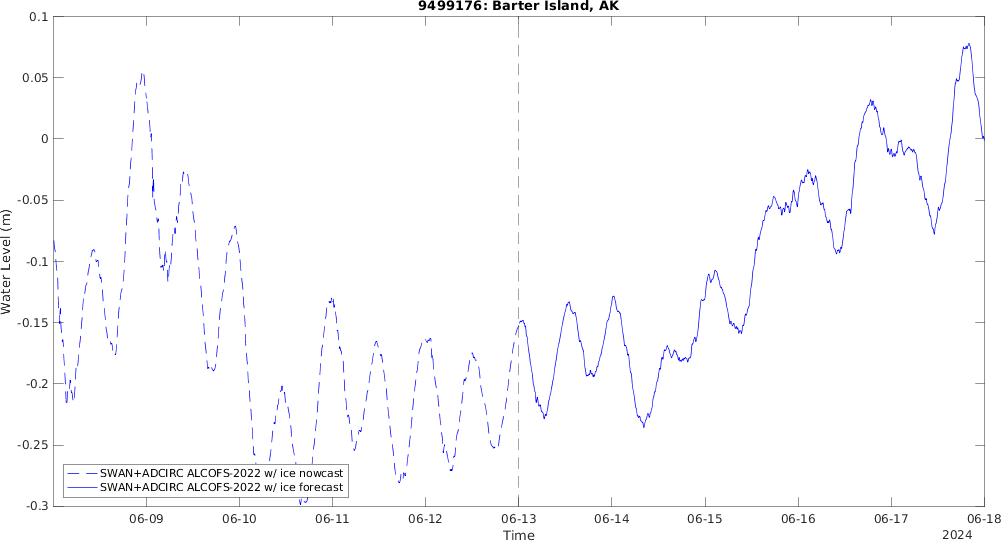 9499176: Barter Island, AK
0.1
0.05
0
-0.05
-0.1
-0.15
-0.2
-0.25
-0.3
Water Level (m)
SWAN+ADCIRC ALCOFS-2022 w/ ice nowcast
SWAN+ADCIRC ALCOFS-2022 w/ ice forecast
06-09 06-10 06-11 06-12 06-13 06-14 06-15 06-16 06-17 06-18
Time
2024